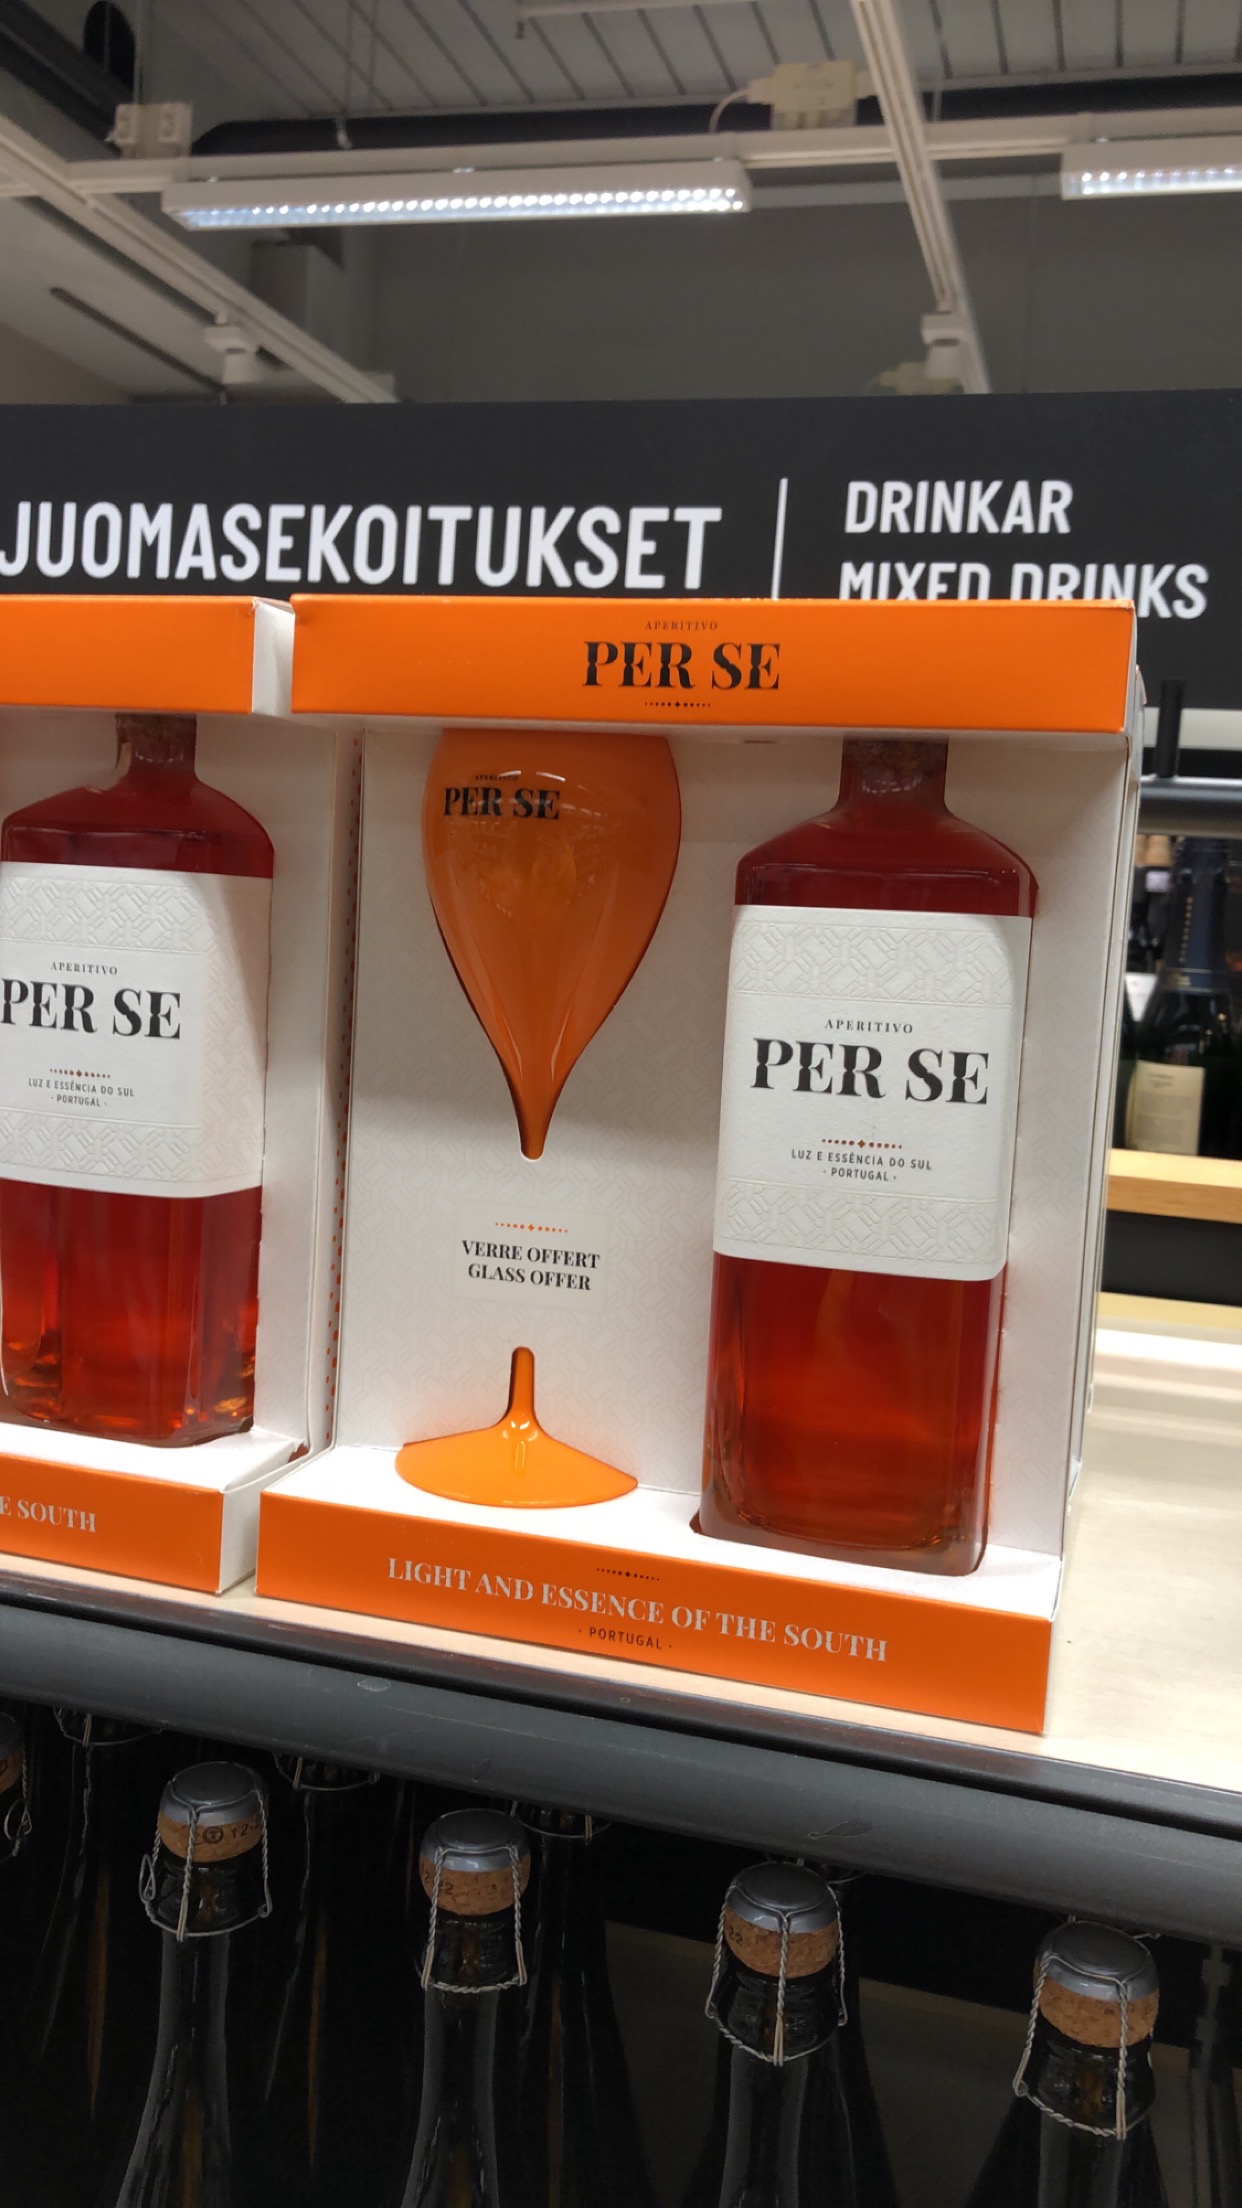 JUOMASEKOITUKSET
DRINKAR
MIXED DRINKS
APERITIVO
PER SE
APERITIVO
PER SE
APERITIVO
PER SE
LUZ E ESSÊNCIA DO SUL
· PORTUGAL ·
APERITIVO
PER SE
LUZ E ESSÊNCIA DO SUL
· PORTUGAL ·
VERRE OFFERT
GLASS OFFER
E SOUTH
LIGHT AND ESSENCE OF THE SOUTH
· PORTUGAL ·